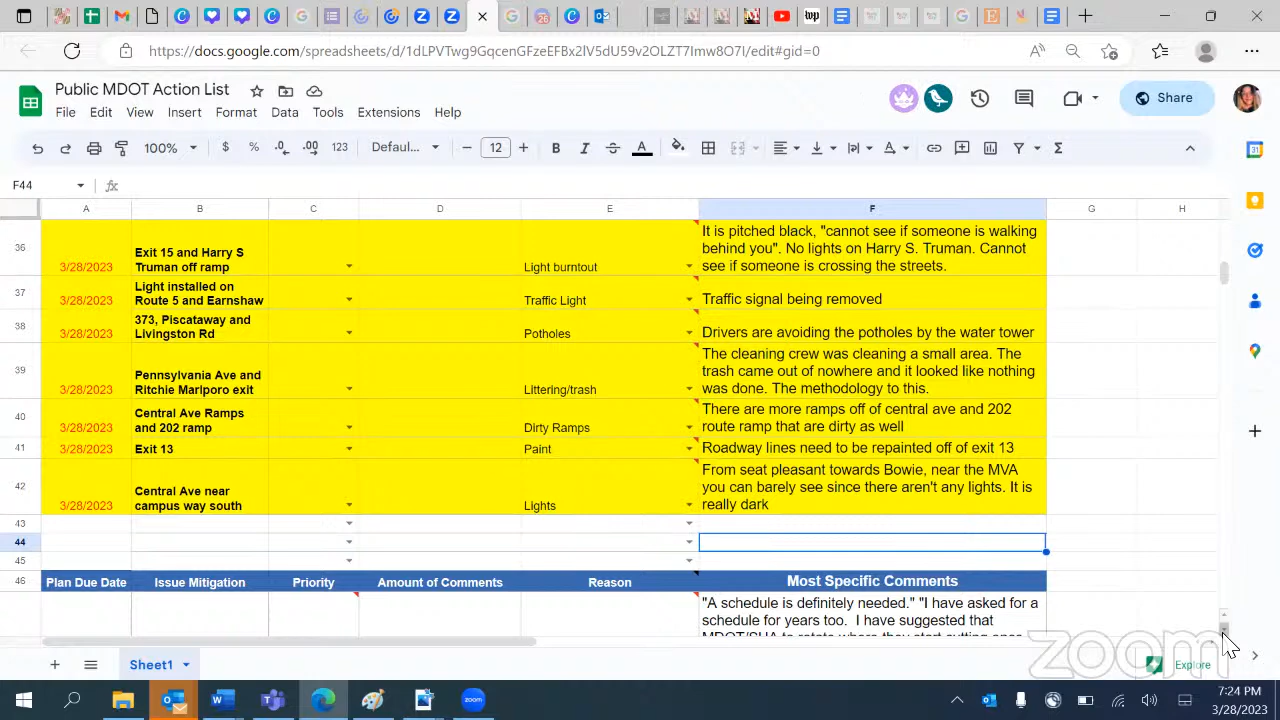 26
https://docs.google.com/spreadsheets/d/1dLPVTwg9GqcenGFzeEFBx2lV5dU59v2OLZT7Imw8O7I/edit#gid=0
Public MDOT Action List
File Edit View Insert Format Data Tools Extensions Help
Share
100% $ % .0 .00 123 Defaul... 12 B I S A
F44 fx
A B C D E F G H
36 3/28/2023 Exit 15 and Harry S
Truman off ramp
Light burntout
It is pitched black, "cannot see if someone is walking
behind you". No lights on Harry S. Truman. Cannot
see if someone is crossing the streets.
37 3/28/2023 Light installed on
Route 5 and Earnshaw
Traffic Light
Traffic signal being removed
38 3/28/2023 373, Piscataway and
Livingston Rd
Potholes
Drivers are avoiding the potholes by the water tower
39 3/28/2023 Pennsylvania Ave and
Ritchie Marlporo exit
Littering/trash
The cleaning crew was cleaning a small area. The
trash came out of nowhere and it looked like nothing
was done. The methodology to this.
40 3/28/2023 Central Ave Ramps
and 202 ramp
Dirty Ramps
There are more ramps off of central ave and 202
route ramp that are dirty as well
41 3/28/2023 Exit 13 Paint Roadway lines need to be repainted off of exit 13
42 3/28/2023 Central Ave near
campus way south
Lights
From seat pleasant towards Bowie, near the MVA
you can barely see since there aren't any lights. It is
really dark
43
44
45
46 Plan Due Date Issue Mitigation Priority Amount of Comments Reason Most Specific Comments
"A schedule is definitely needed." "I have asked for a
schedule for years too. I have suggested that
MDOT/SHA to rotate where they start cutting once
Sheet1
Explore
zoom
zoom
7:24 PM
3/28/2023